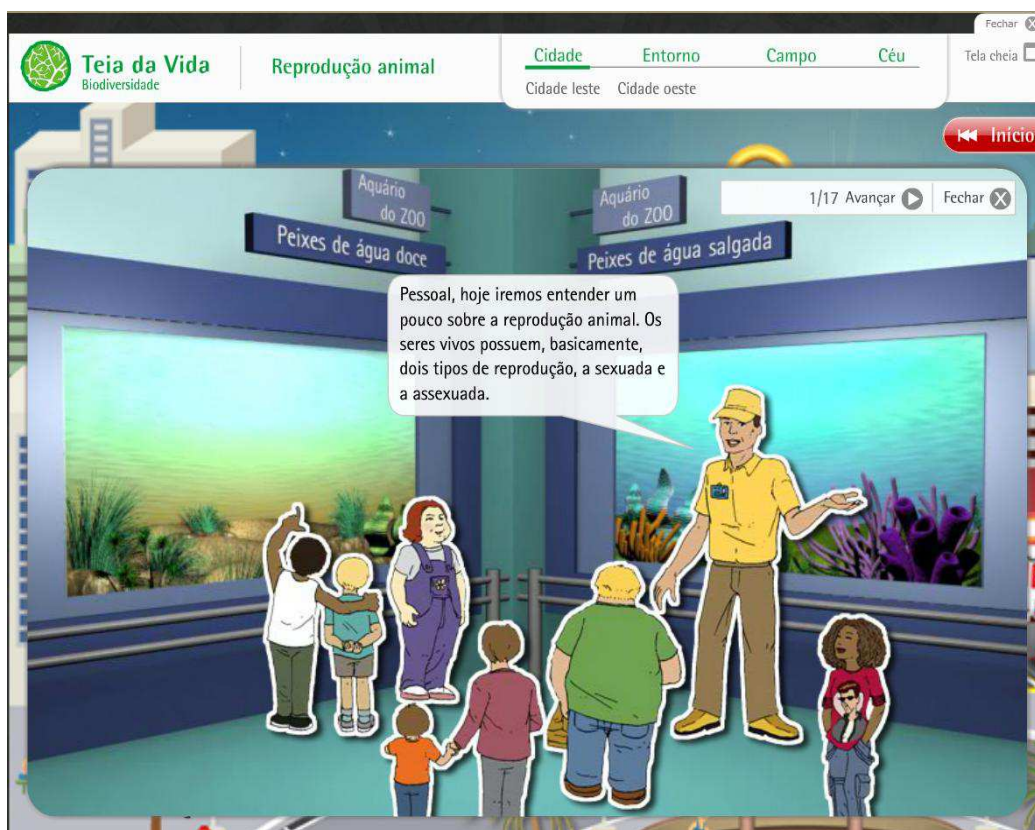 Fechar
Teia da Vida
Biodiversidade
Reprodução animal
Cidade Entorno Campo Céu
Cidade leste Cidade oeste
Tela cheia
Início
1/17 Avançar Fechar
Aquário
do ZOO
Peixes de água doce
Aquário
do ZOO
Peixes de água salgada
Pessoal, hoje iremos entender um
pouco sobre a reprodução animal. Os
seres vivos possuem, basicamente,
dois tipos de reprodução, a sexuada e
a assexuada.